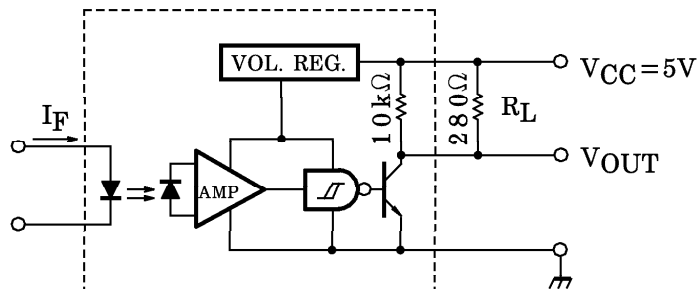 VOL. REG.
VCC=5V
IF
10kΩ
280Ω
RL
VOUT
AMP